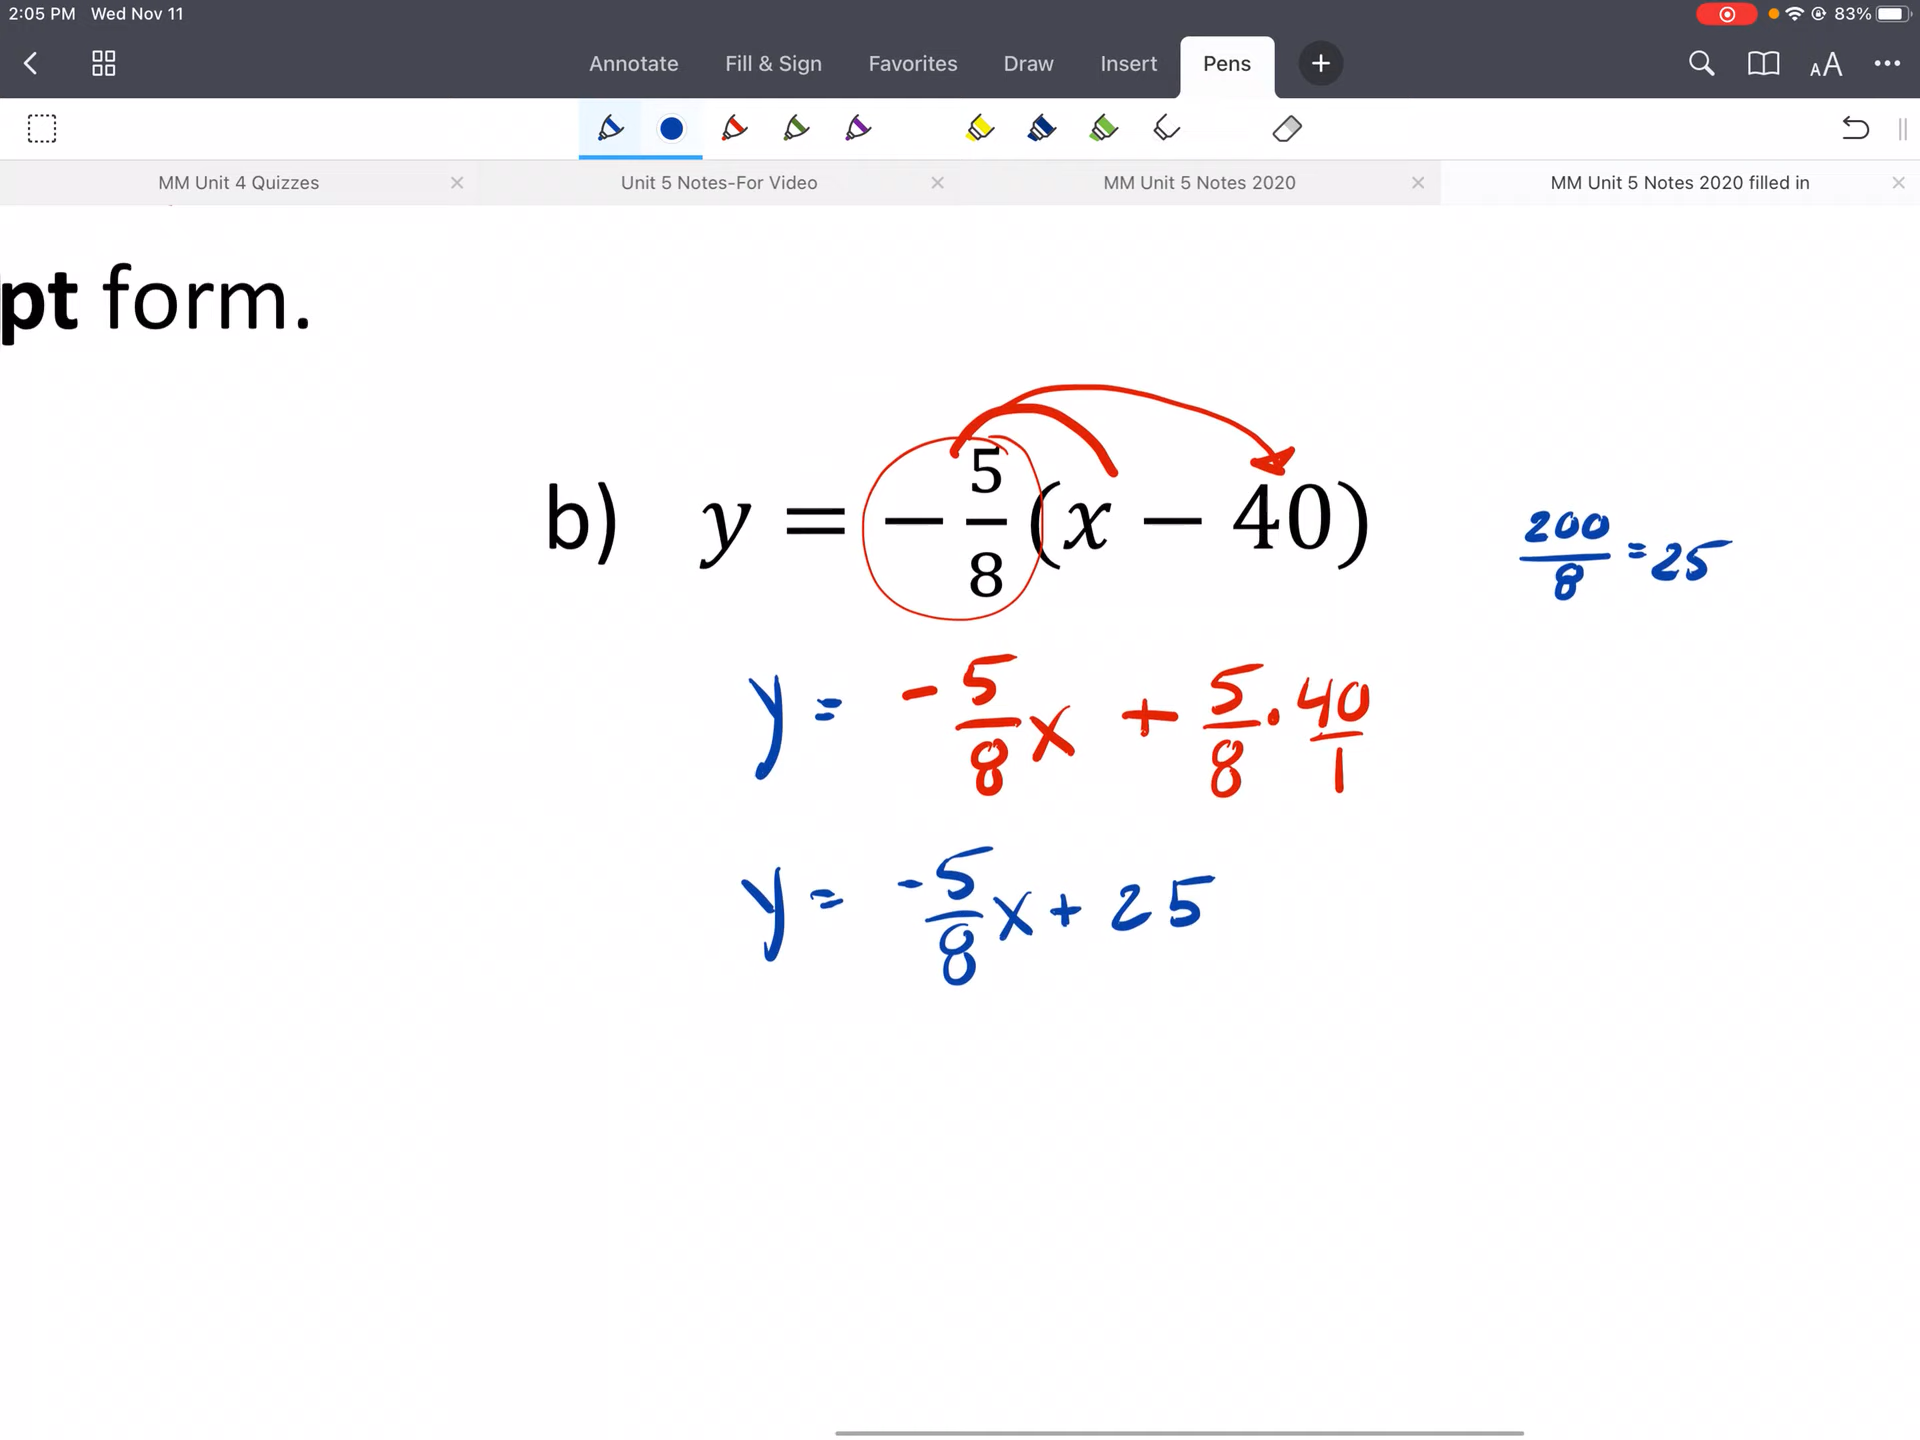 2:05 PM Wed Nov 11
83%
Annotate Fill & Sign Favorites Draw Insert Pens +
AA
MM Unit 4 Quizzes Unit 5 Notes-For Video MM Unit 5 Notes 2020 MM Unit 5 Notes 2020 filled in
pt form.
b) y = −5/8(x − 40)
200/8 = 25
y = -5/8x + 5/8 · 40/1
y = -5/8x + 25